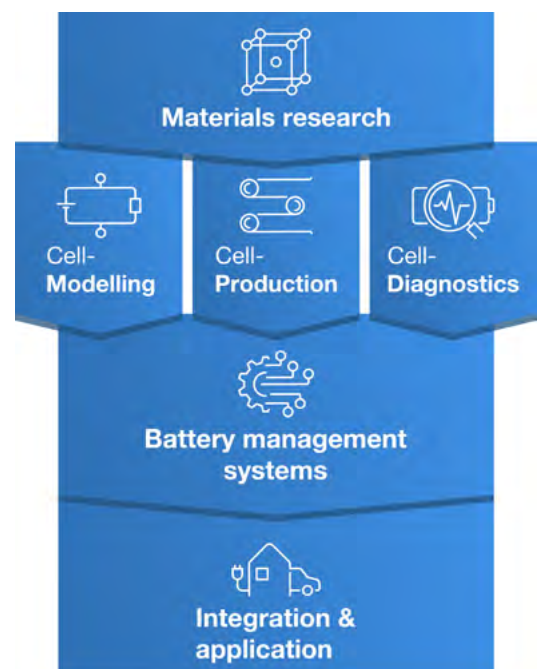 Materials research
Cell-
Modelling
Cell-
Production
Cell-
Diagnostics
Battery management
systems
Integration &
application